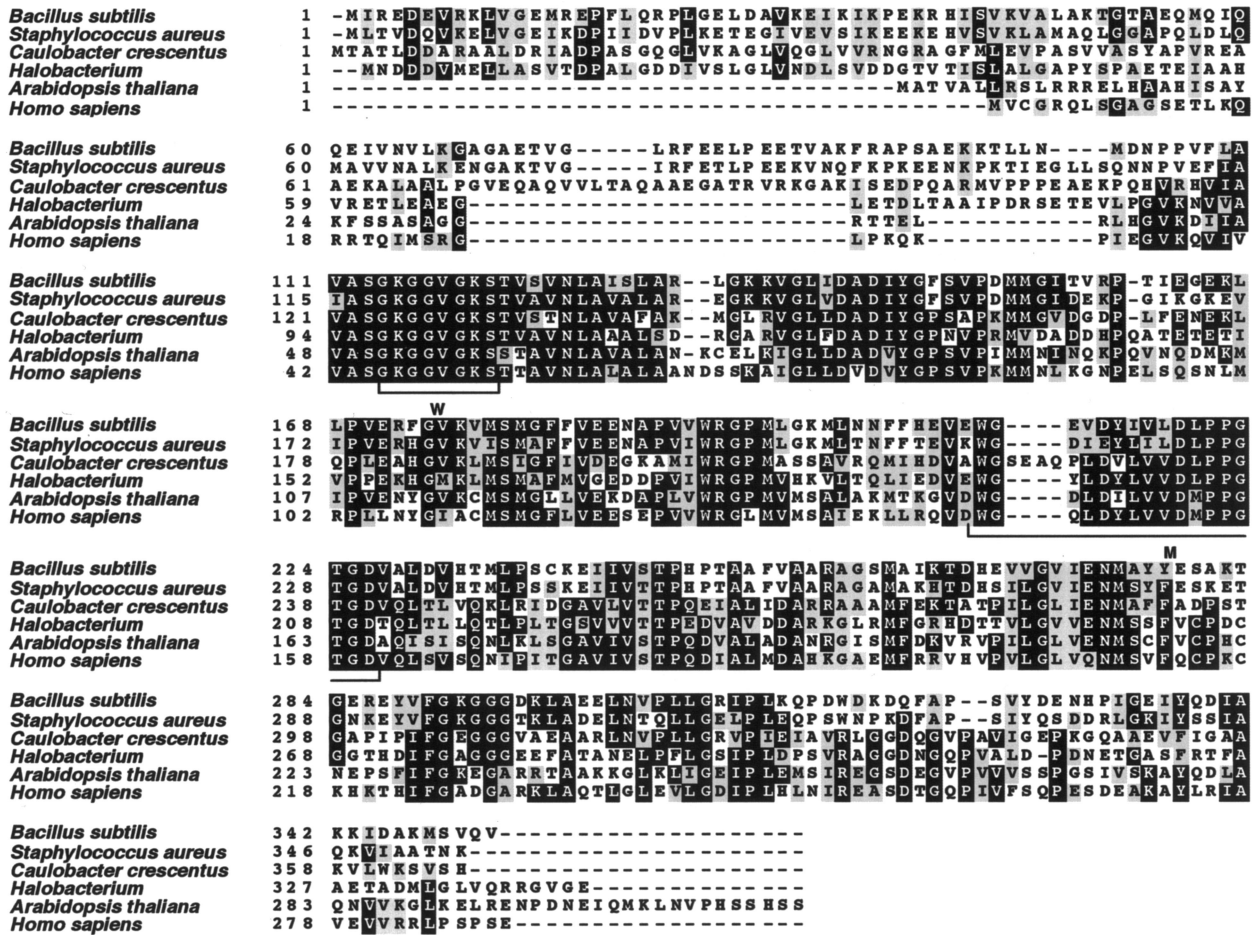 Bacillus subtilis 1 -MIREDEVRKLVGEMREPFLQRPLGELDAVKEIKIKPEKRHISVKVALAKTGTAEQMQIQ
Staphylococcus aureus 1 -MLTVDQVKELVGEIKDPIIDVPLKETEGIVEVSIKEEKEHVSVKLAMAQLGGAPQLDLQ
Caulobacter crescentus 1 MTATLDDARAALDRIADPASGQGLVKAGLVQGLVVRNGRAGFMLEVPASVVASYAPVREA
Halobacterium 1 --MNDDDVMELLASVTDPALGDDIVSLGLVNDLSVDDGTVTISLALGAPYSPAETEIAAH
Arabidopsis thaliana 1 -------------------------------------MATVALLRSLRRRELHAAHISAY
Homo sapiens 1 -------------------------------------------MVCGRQLSGAGSETLKQ
Bacillus subtilis 60 QEIVNVLKGAGAETVG-----LRFEELPEETVAKFRAPSAEKKTLLN----MDNPPVFLA
Staphylococcus aureus 60 MAVVNALKENGAKTVG-----IRFETLPEEKVNQFKPKEENKPKTIEGLLSQNNPVEFIA
Caulobacter crescentus 61 AEKALAALPGVEQAQVVLTAQAAEGATRVRKGAKISEDPQARMVPPPEAEKPQHVRHVIA
Halobacterium 59 VRETLEAEG-------------------------LETDLTAAIPDRSETEVLPGVKNVVA
Arabidopsis thaliana 24 KFSSASAGG-------------------------RTTEL-----------RLHGVKDIIA
Homo sapiens 18 RRTQIMSRG-------------------------LPKQK-----------PIEGVKQVIV
Bacillus subtilis 111 VASGKGGVGKSTVSVNLAISLAR--LGKKVGLIDADIYGFSVPDMMGITVRP-TIEGEKL
Staphylococcus aureus 115 IASGKGGVGKSTVAVNLAVALAR--EGKKVGLVDADIYGFSVPDMMGIDEKP-GIKGKEV
Caulobacter crescentus 121 VASGKGGVGKSTVSTNLAVAFAK--MGLRVGLLDADIYGPSAPKMMGVDGDP-LFENEKL
Halobacterium 94 VASGKGGVGKSTVAVNLAAALSD--RGARVGLFDADIYGPNVPRMVDADDHPQATETETI
Arabidopsis thaliana 48 VASGKGGVGKSSTAVNLAVALAN-KCELKIGLLDADVYGPSVPIMMNINQKPQVNQDMKM
Homo sapiens 42 VASGKGGVGKSTTAVNLALALAANDSSKAIGLLDVDVYGPSVPKMMNLKGNPELSQSNLM
W
Bacillus subtilis 168 LPVERFGVKVMSMGFFVEENAPVVWRGPMLGKMLNNFFHEVEWG----EVDYIVLDLPPG
Staphylococcus aureus 172 IPVERHGVKVISMAFFVEENAPVIWRGPMLGKMLTNFFTEVKWG----DIEYLILDLPPG
Caulobacter crescentus 178 QPLEAHGVKLMSIGFIVDEGKAMIWRGPMASSAVRQMIHDVAWGSEAQPLDVLVVDLPPG
Halobacterium 152 VPPEKHGMKLMSMAFMVGEDDPVIWRGPMVHKVLTQLIEDVEWG----YLDYLVVDLPPG
Arabidopsis thaliana 107 IPVENYGVKCMSMGLLVEKDAPLVWRGPMVMSALAKMTKGVDWG----DLDILVVDMPPG
Homo sapiens 102 RPLLNYGIACMSMGFLVEESEPVVWRGLMVMSAIEKLLRQVDWG----QLDYLVVDMPPG
M
Bacillus subtilis 224 TGDVALDVHTMLPSCKEIIVSTPHPTAAFVAARAGSMAIKTDHEVVGVIENMAYYESAKT
Staphylococcus aureus 228 TGDVALDVHTMLPSSKEIIVTTPHPTAAFVAARAGAMAKHTDHSILGVIENMSYFESKET
Caulobacter crescentus 238 TGDVQLTLVQKLRIDGAVLVTTPQEIALIDARRAAAMFEKTATPILGLIENMAFFADPST
Halobacterium 208 TGDTQLTLLQTLPLTGSVVVTTPEDVAVDDARKGLRMFGRHDTTVLGVVENMSSFVCPDC
Arabidopsis thaliana 163 TGDAQISISQNLKLSGAVIVSTPQDVALADANRGISMFDKVRVPILGLVENMSCFVCPHC
Homo sapiens 158 TGDVQLSVSQNIPITGAVIVSTPQDIALMDAHKGAEMFRRVHVPVLGLVQNMSVFQCPKC
Bacillus subtilis 284 GEREYVFGKGGGDKLAEELNVPLLGRIPLKQPDWDKDQFAP--SVYDENHPIGEIYQDIA
Staphylococcus aureus 288 GNKEYVFGKGGGTKLADELNTQLLGELPLEQPSWNPKDFAP--SIYQSDDRLGKIYSSIA
Caulobacter crescentus 298 GAPIPIFGEGGGVAEAARLNVPLLGRVPIEIAVRLGGDQGVPAVIGEPKGQAAEVFIGAA
Halobacterium 268 GGTHDIFGAGGGEEFATANELPFLGSIPLDPSVRAGGDNGQPVALD-PDNETGASFRTFA
Arabidopsis thaliana 223 NEPSFIFGKEGARRTAAKKGLKLIGEIPLEMSIREGSDEGVPVVVSSPGSIVSKAYQDLA
Homo sapiens 218 KHKTHIFGADGARKLAQTLGLEVLGDIPLHLNIREASDTGQPIVFSQPESDEAKAYLRIA
Bacillus subtilis 342 KKIDAKMSVQV--------------------
Staphylococcus aureus 346 QKVIAATNK----------------------
Caulobacter crescentus 358 KVLWKSVSH----------------------
Halobacterium 327 AETADMLGLVQRRGVGE--------------
Arabidopsis thaliana 283 QNVVKGLKELRENPDNEIQMKLNVPHSSHSS
Homo sapiens 278 VEVVRRLPSPSE-------------------